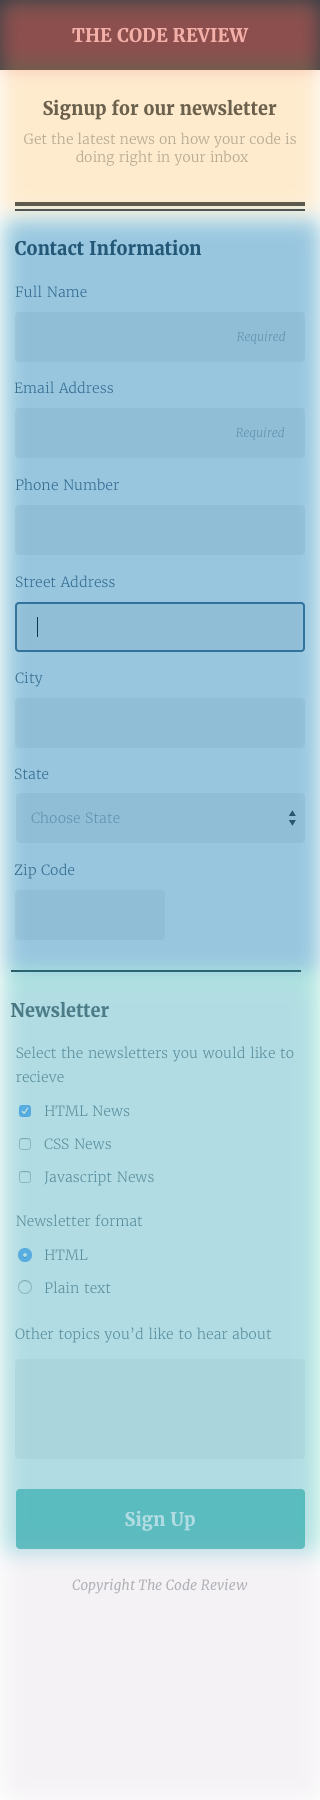 THE CODE REVIEW
Signup for our newsletter
Get the latest news on how your code is
doing right in your inbox
Contact Information
Full Name
Required
Email Address
Required
Phone Number
Street Address
City
State
Choose State
Zip Code
Newsletter
Select the newsletters you would like to
recieve
HTML News
CSS News
Javascript News
Newsletter format
HTML
Plain text
Other topics you'd like to hear about
Sign Up
Copyright The Code Review